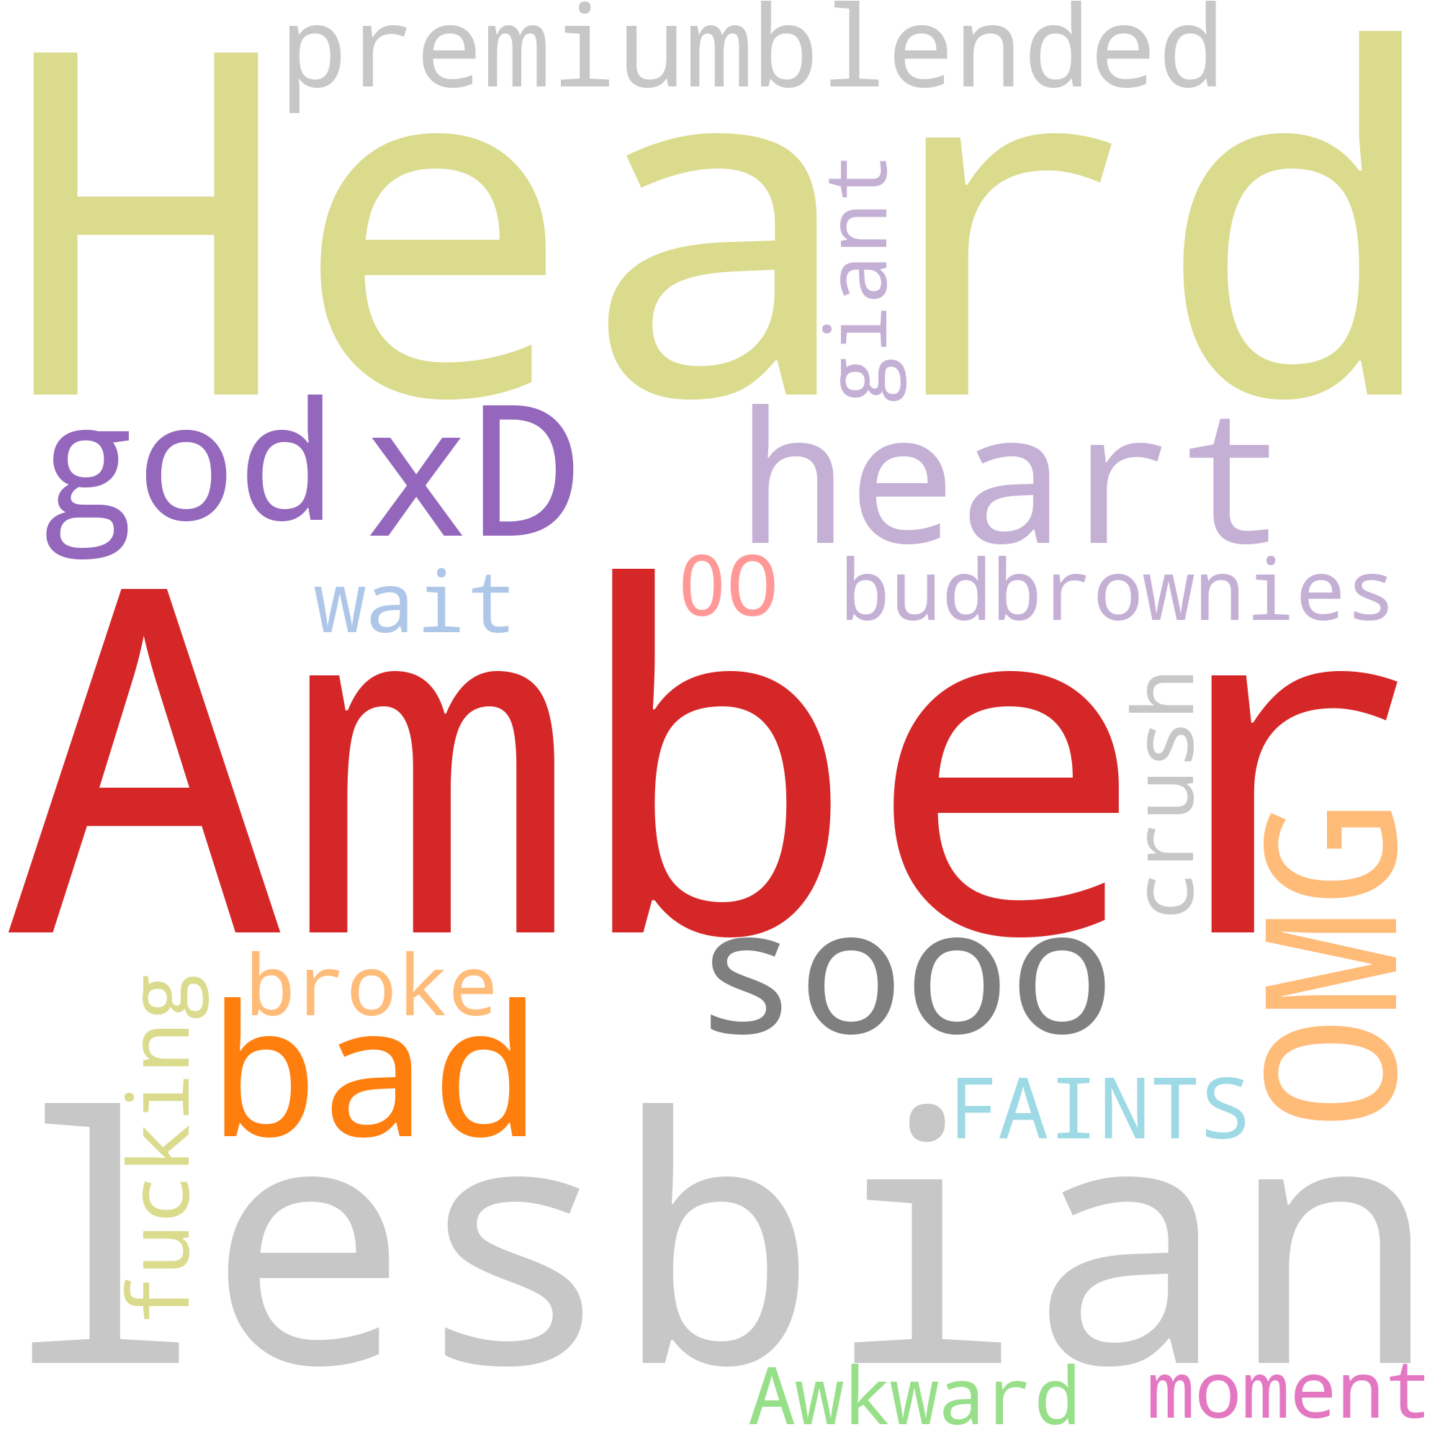 premiumblended
Heard
giant
god
xD
heart
wait
OO
budbrownies
Amber
crush
OMG
sooo
broke
fucking
bad
FAINTS
lesbian
Awkward
moment